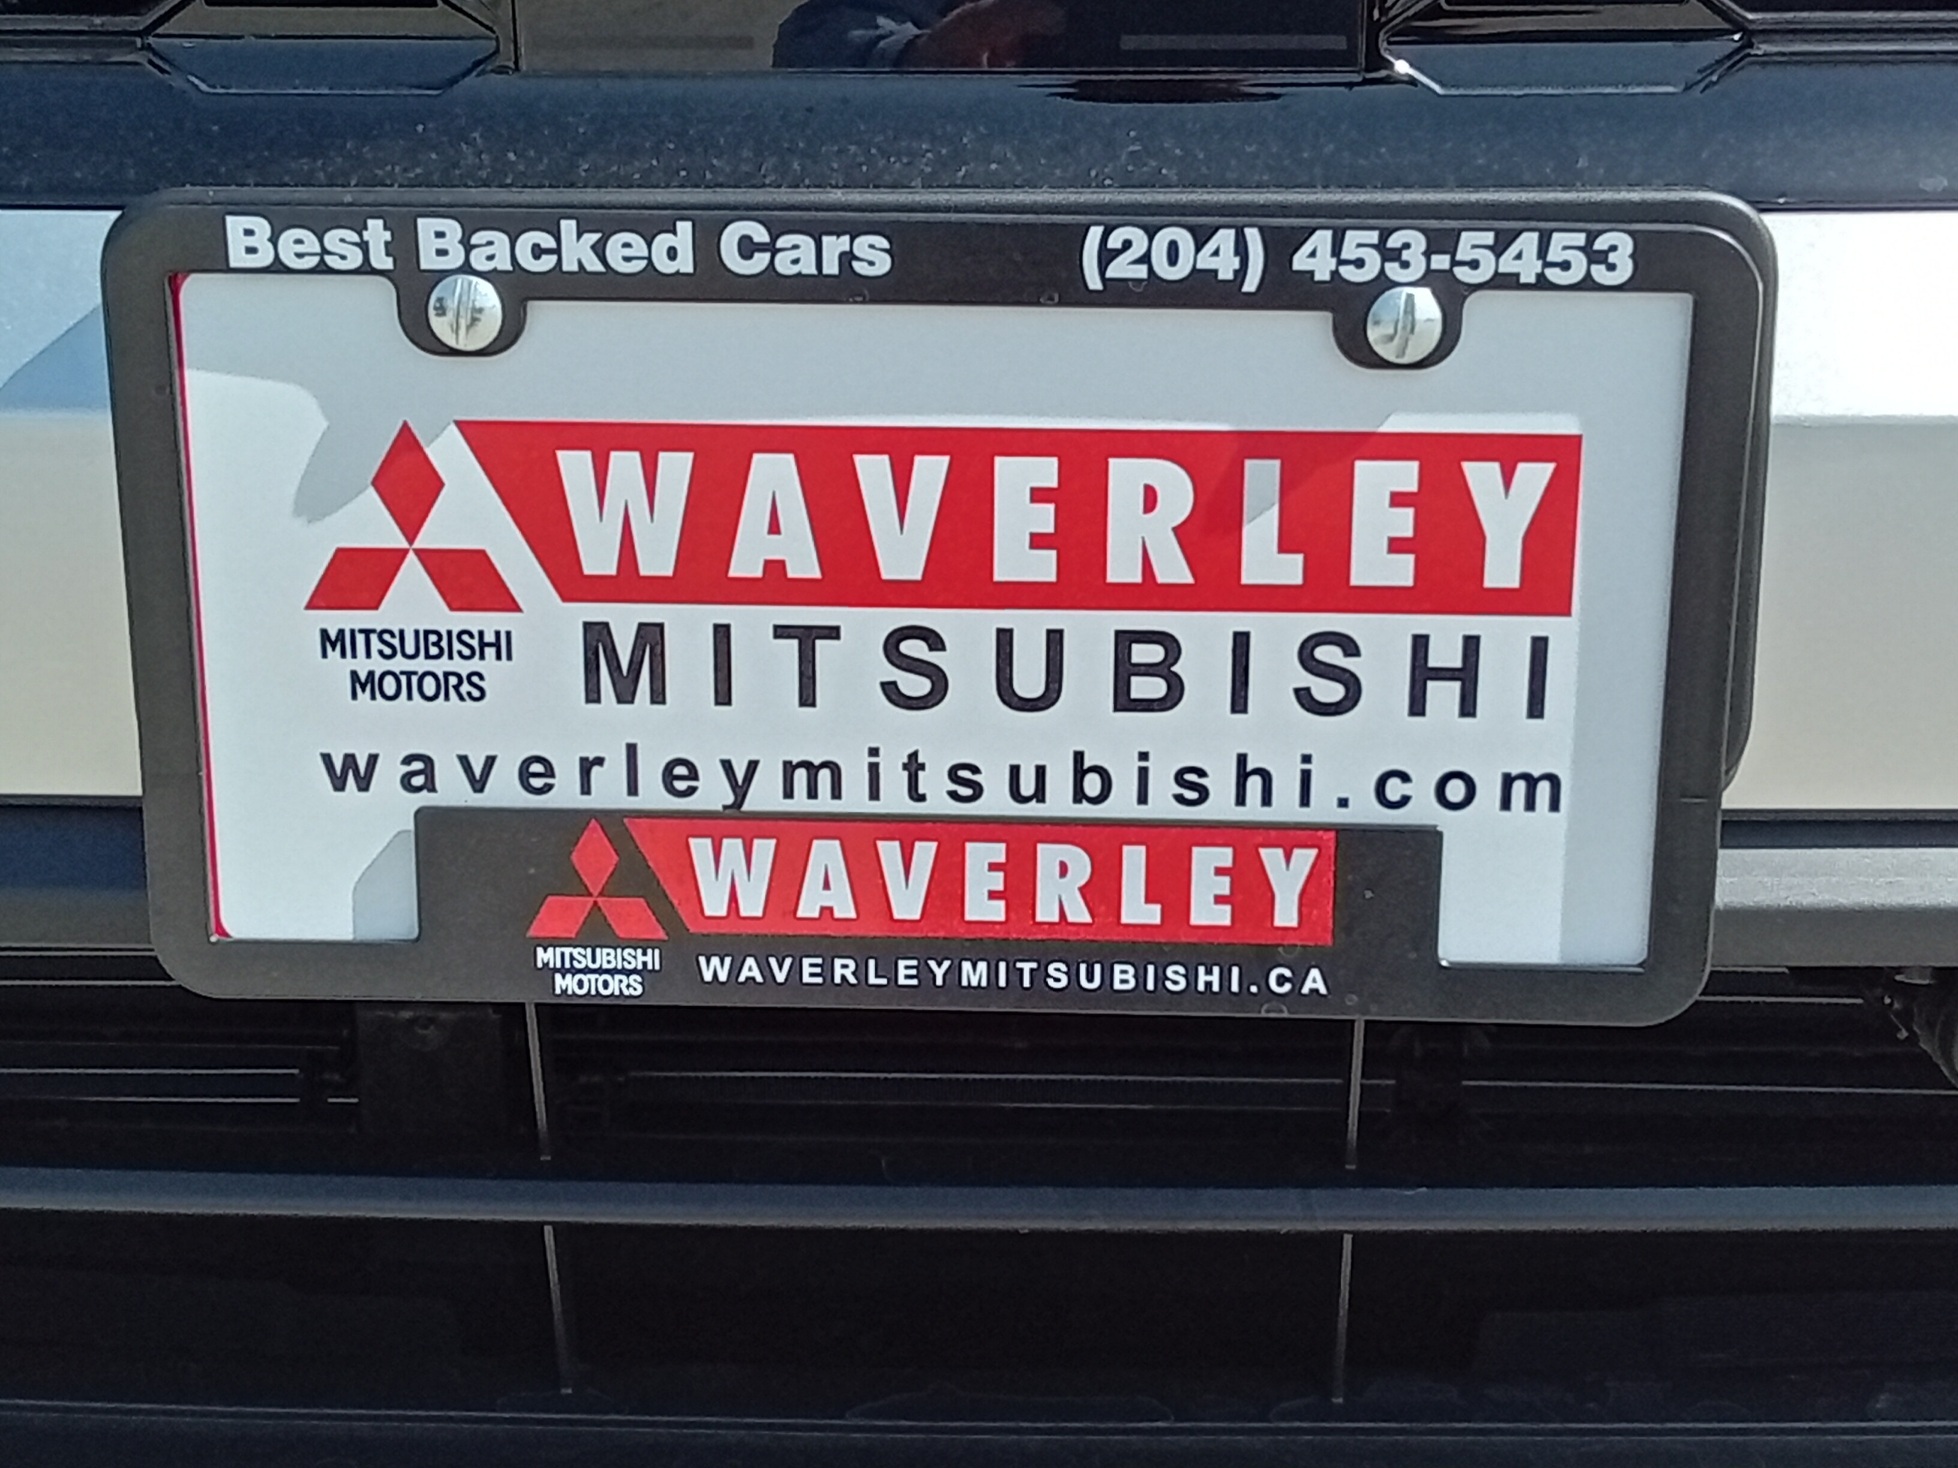 Best Backed Cars (204) 453-5453
WAVERLEY
MITSUBISHI
MITSUBISHI
MOTORS
waverleymitsubishi.com
WAVERLEY
MITSUBISHI
MOTORS
WAVERLEYMITSUBISHI.CA